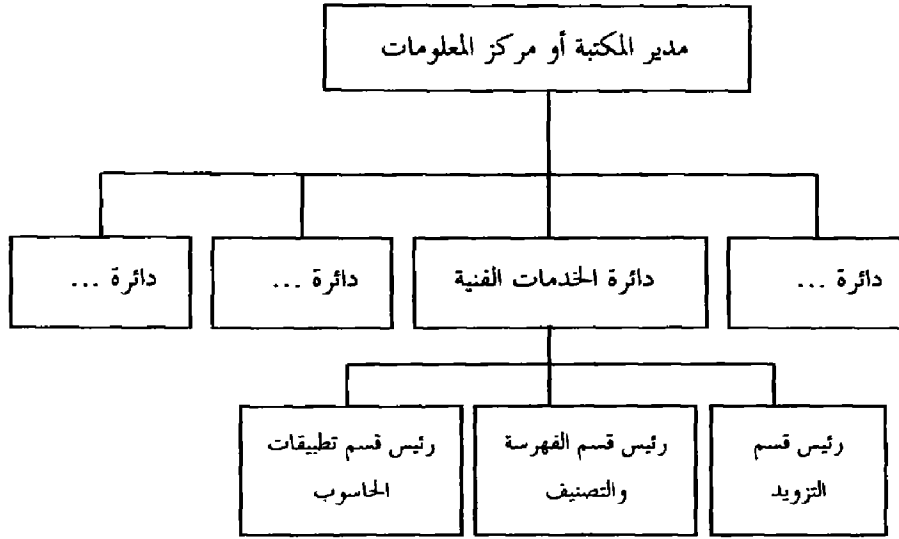 مدير المكتبة أو مركز المعلومات
دائرة ...
دائرة الخدمات الفنية
دائرة ...
دائرة ...
رئيس قسم
التزويد
رئيس قسم الفهرسة
والتصنيف
رئيس قسم تطبيقات
الحاسوب